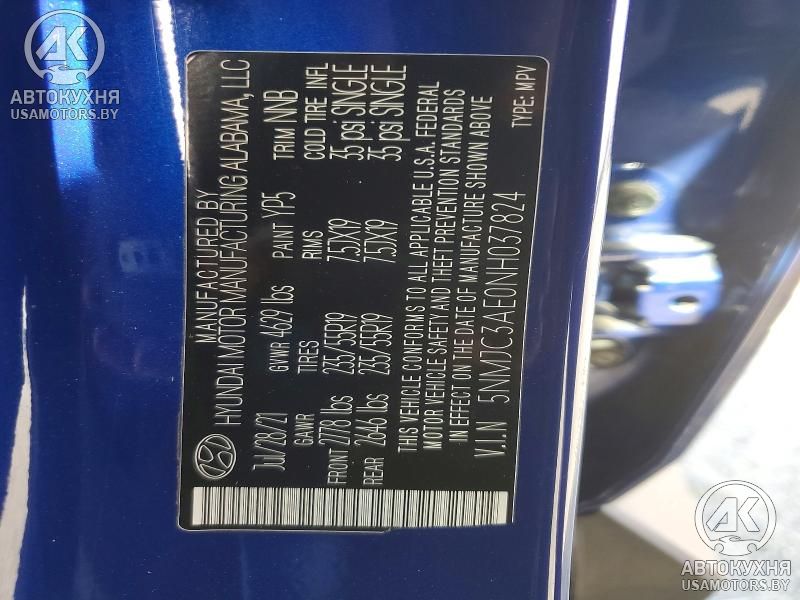 MANUFACTURED BY
HYUNDAI MOTOR MANUFACTURING ALABAMA, LLC
Jul/28/21 GVWR 4629 lbs PAINT YP5 TRIM NNB
GAWR TIRES RIMS COLD TIRE INFL
FRONT 2778 lbs 235/55R19 7.5JX19 35 psi SINGLE
REAR 2646 lbs 235/55R19 7.5JX19 35 psi SINGLE
THIS VEHICLE CONFORMS TO ALL APPLICABLE U.S.A. FEDERAL
MOTOR VEHICLE SAFETY AND THEFT PREVENTION STANDARDS
IN EFFECT ON THE DATE OF MANUFACTURE SHOWN ABOVE
V.I.N 5NMJC3AE0NH037824 TYPE: MPV
АК
АВТОКУХНЯ
USAMOTORS.BY
АК
АВТОКУХНЯ
USAMOTORS.BY